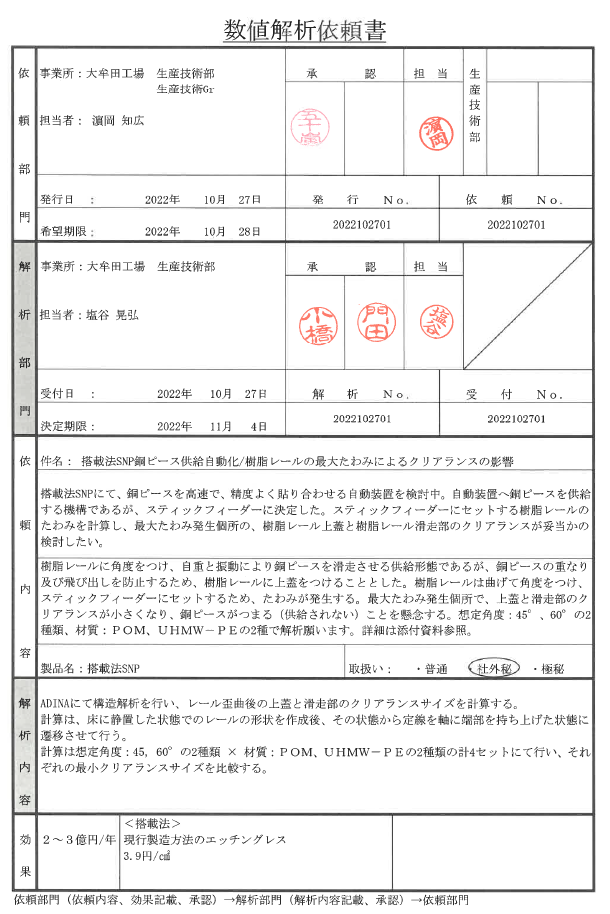 数値解析依頼書
依頼部門
事業所：大牟田工場　生産技術部
生産技術Gr
担当者： 濵岡 知広
承　認
担 当
生産技術部
五十嵐
濱岡
発行日　：　2022年　10月　27日
希望期限：　2022年　10月　28日
発　行　No.
依　頼　No.
2022102701
2022102701
解析部門
事業所：大牟田工場　生産技術部
担当者：塩谷 晃弘
承　認
担 当
小橋
門田
塩谷
受付日　：　2022年　10月　27日
決定期限：　2022年　11月　4日
解　析　No.
受　付　No.
2022102701
2022102701
依頼内容
件名： 搭載法SNP銅ピース供給自動化/樹脂レールの最大たわみによるクリアランスの影響
搭載法SNPにて、銅ピースを高速で、精度よく貼り合わせる自動装置を検討中。自動装置へ銅ピースを供給
する機構であるが、スティックフィーダーに決定した。スティックフィーダーにセットする樹脂レールの
たわみを計算し、最大たわみ発生個所の、樹脂レール上蓋と樹脂レール滑走部のクリアランスが妥当かの
検討したい。
樹脂レールに角度をつけ、自重と振動により銅ピースを滑走させる供給形態であるが、銅ピースの重なり
及び飛び出しを防止するため、樹脂レールに上蓋をつけることとした。樹脂レールは曲げて角度をつけ、
スティックフィーダーにセットするため、たわみが発生する。最大たわみ発生個所で、上蓋と滑走部のク
リアランスが小さくなり、銅ピースがつまる（供給されない）ことを懸念する。想定角度：45°、60°の2
種類、材質：ＰＯＭ、ＵＨＭＷ－ＰＥの2種で解析願います。詳細は添付資料参照。
製品名：搭載法SNP
取扱い：　・普通　・社外秘　・極秘
解析内容
ADINAにて構造解析を行い、レール歪曲後の上蓋と滑走部のクリアランスサイズを計算する。
計算は、床に静置した状態でのレールの形状を作成後、その状態から定線を軸に端部を持ち上げた状態に
遷移させて行う。
計算は想定角度：45, 60°の2種類 × 材質：ＰＯＭ、ＵＨＭＷ－ＰＥの2種類の計4セットにて行い、それ
ぞれの最小クリアランスサイズを比較する。
効果
２～３億円/年
＜搭載法＞
現行製造方法のエッチングレス
3.9円/㎠
依頼部門（依頼内容、効果記載、承認）→解析部門（解析内容記載、承認）→依頼部門